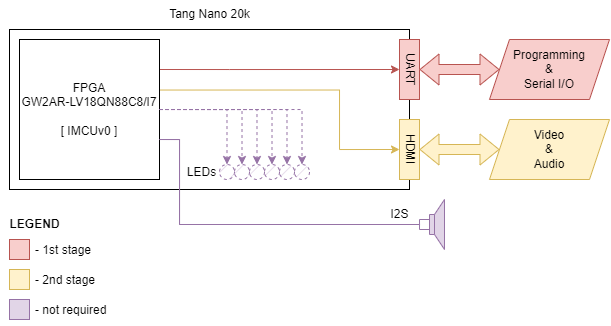 Tang Nano 20k
FPGA
GW2AR-LV18QN88C8/I7
[ IMCUv0 ]
UART
Programming
&
Serial I/O
HDMI
Video
&
Audio
LEDs
I2S
LEGEND
- 1st stage
- 2nd stage
- not required